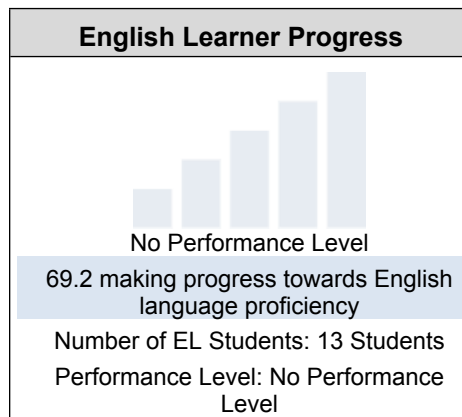 English Learner Progress
No Performance Level
69.2 making progress towards English
language proficiency
Number of EL Students: 13 Students
Performance Level: No Performance
Level